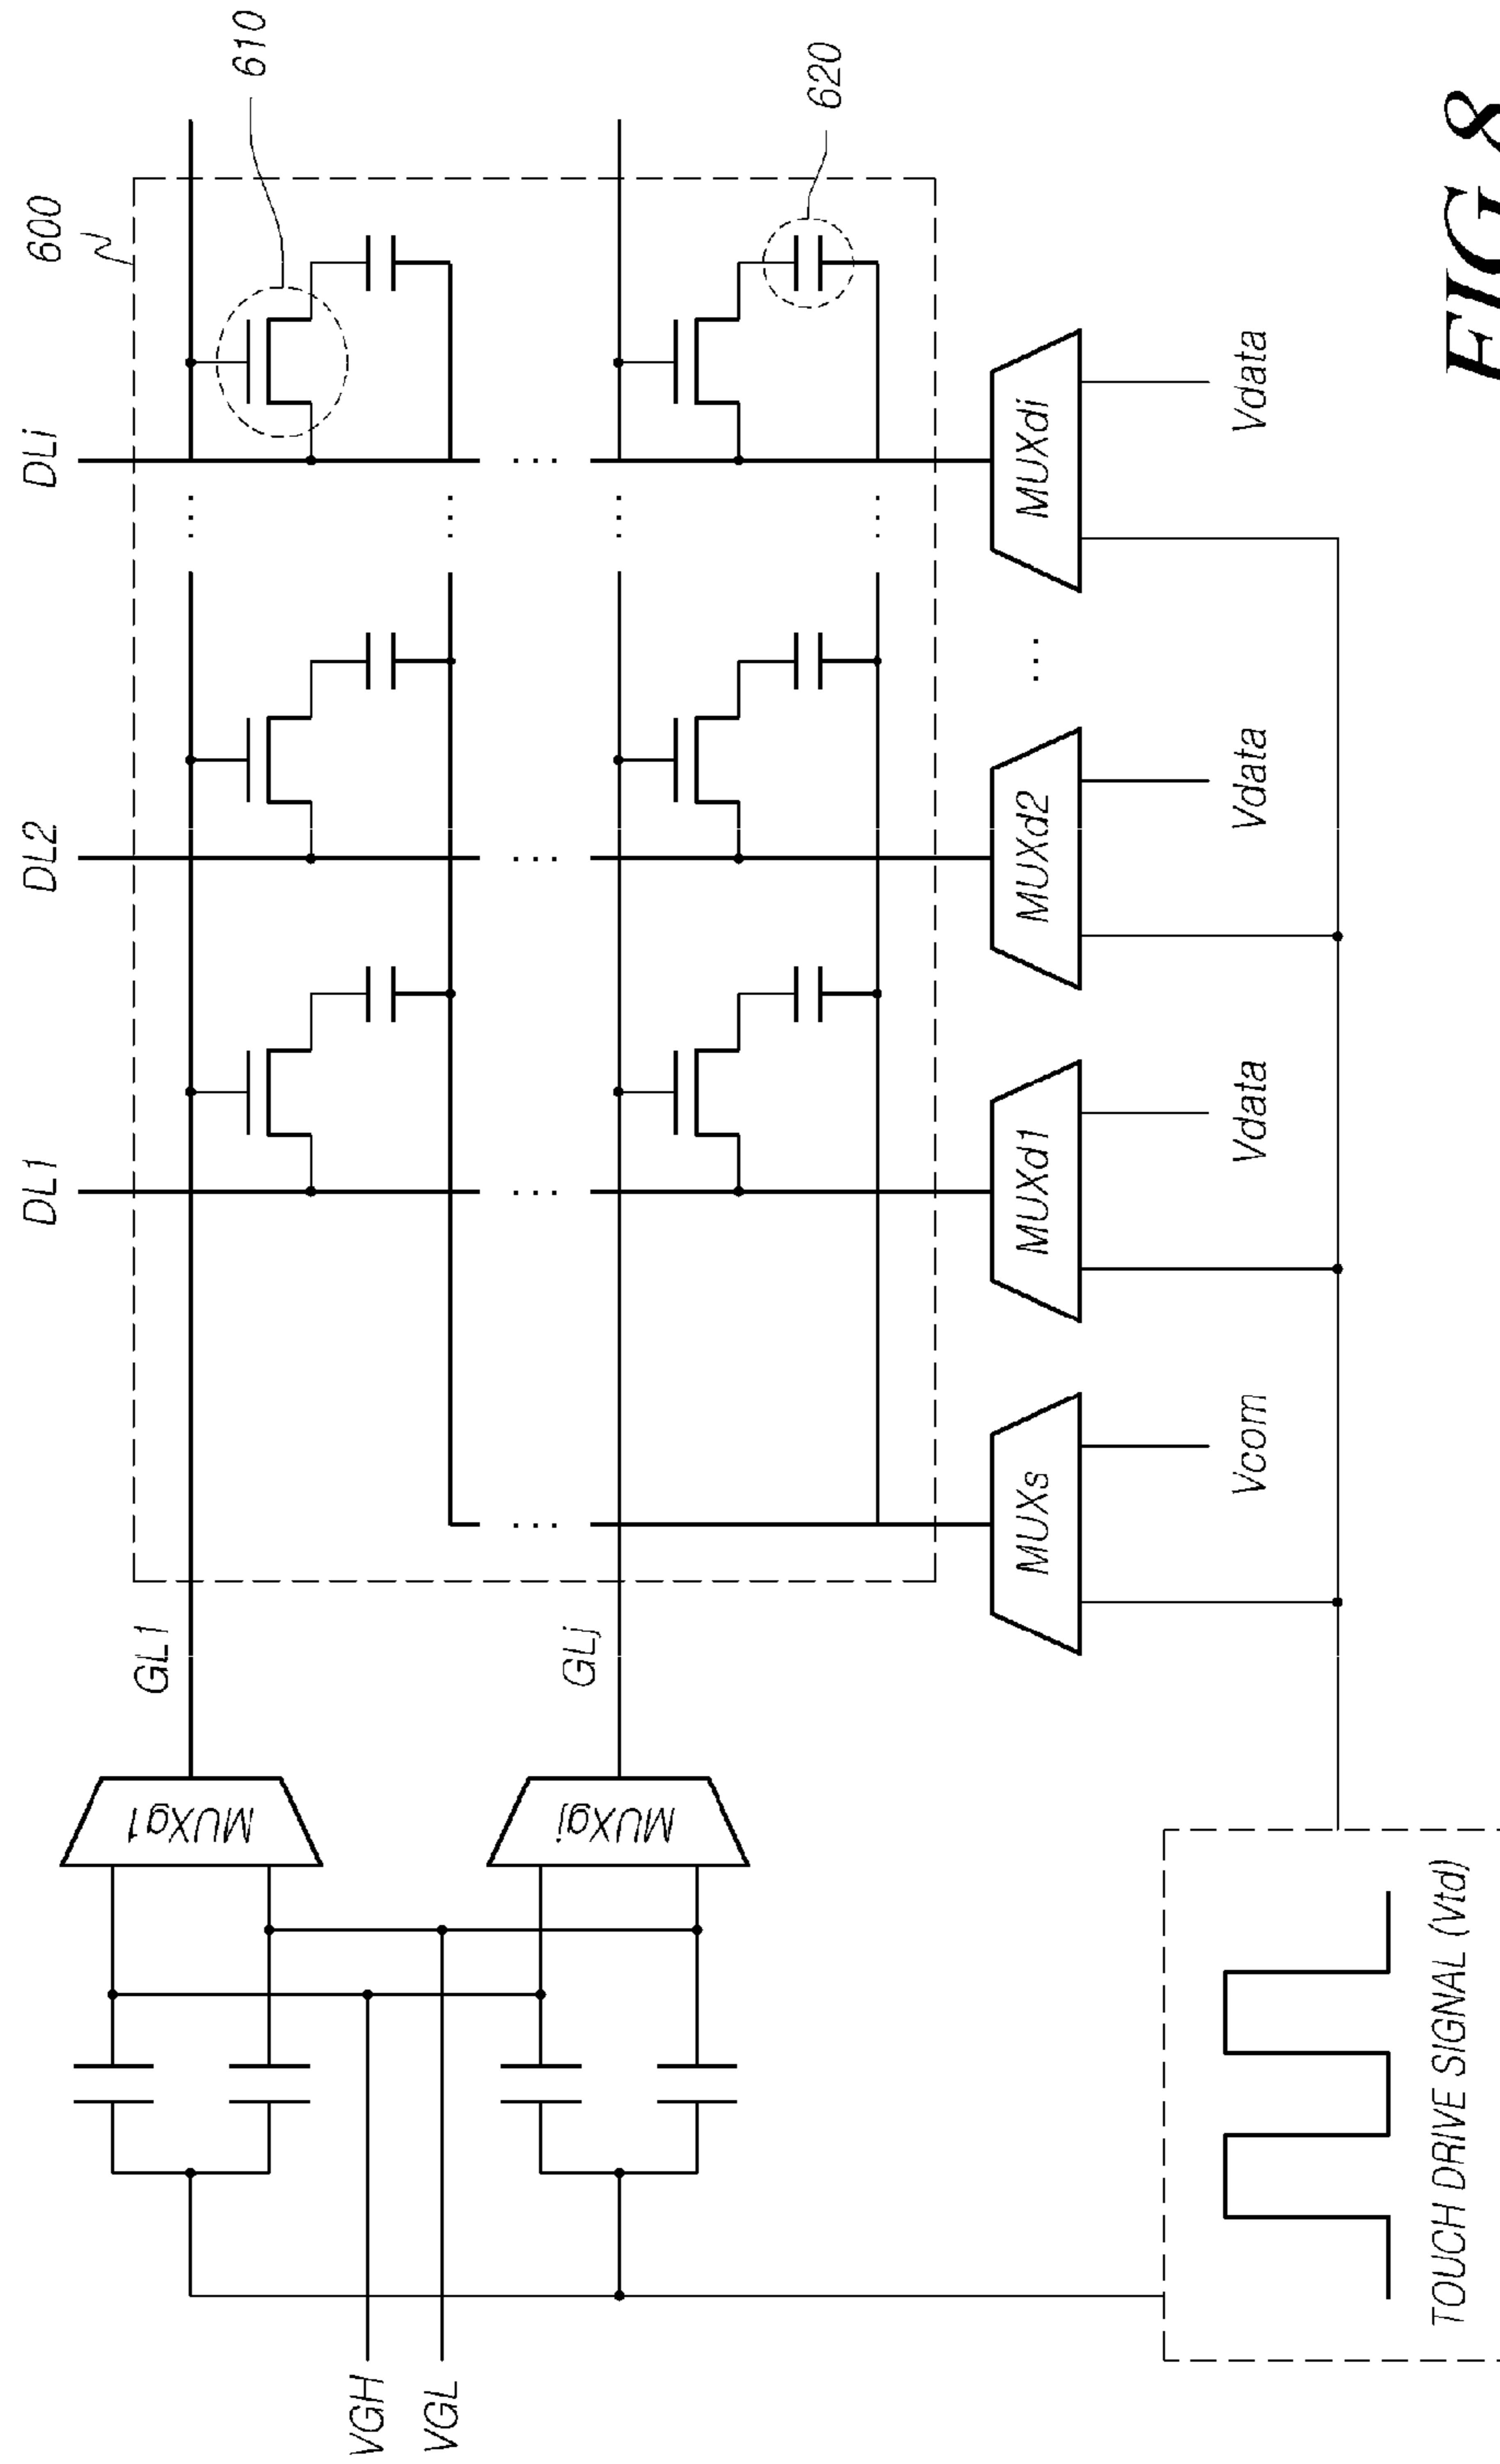 DL1
DL2
DLi
600
610
620
GL1
GLj
MUXg1
MUXgj
VGH
VGL
MUXs
MUXd1
MUXd2
...
MUXdi
Vcom
Vdata
Vdata
Vdata
TOUCH DRIVE SIGNAL (Vtd)
FIG.8